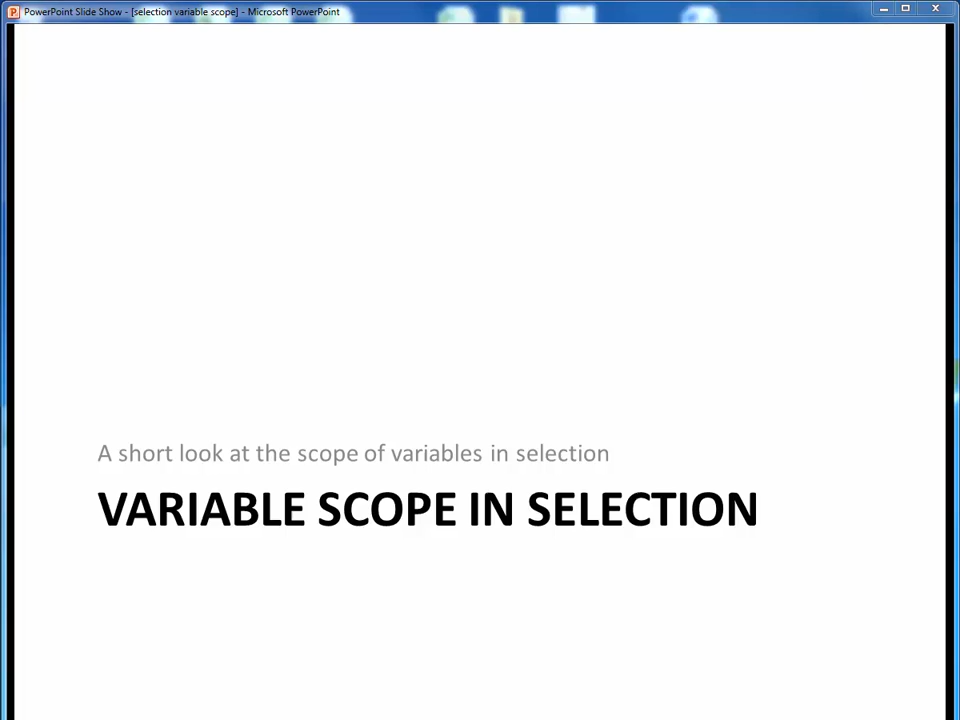 PowerPoint Slide Show - [selection variable scope] - Microsoft PowerPoint
A short look at the scope of variables in selection
VARIABLE SCOPE IN SELECTION